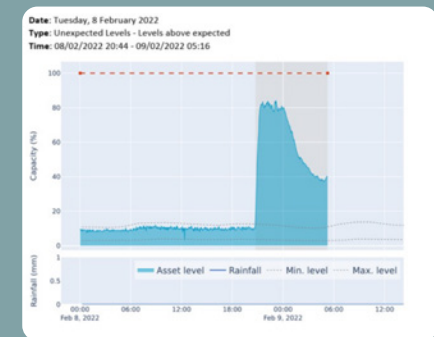 Date: Tuesday, 8 February 2022
Type: Unexpected Levels - Levels above expected
Time: 08/02/2022 20:44 - 09/02/2022 05:16
100
80
60
40
20
0
Capacity (%)
1
0.5
0
Rainfall (mm)
Asset level Rainfall Min. level Max. level
00:00 06:00 12:00 18:00 00:00 06:00 12:00
Feb 8, 2022 Feb 9, 2022